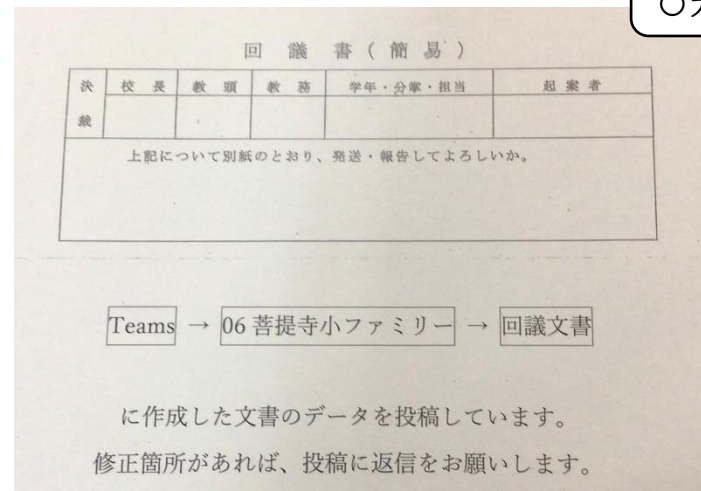 回議書(簡易)
決裁 校長 教頭 教務 学年・分掌・担当 起案者
上記について別紙のとおり、発送・報告してよろしいか。
Teams → 06 菩提寺小ファミリー → 回議文書
に作成した文書のデータを投稿しています。
修正箇所があれば、投稿に返信をお願いします。